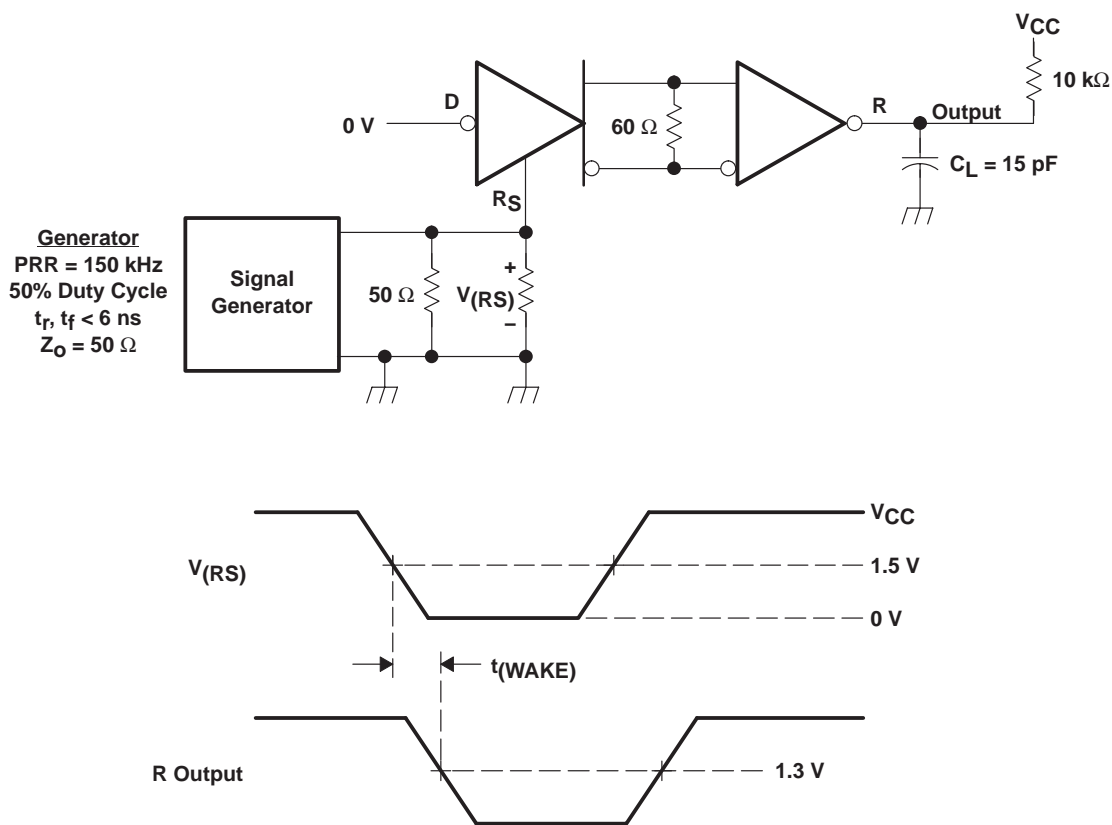 VCC
10 kΩ
D
R
Output
0 V
60 Ω
CL = 15 pF
RS
Generator
PRR = 150 kHz
50% Duty Cycle
tr, tf < 6 ns
Zo = 50 Ω
Signal
Generator
50 Ω
+
V(RS)
–
VCC
V(RS)
1.5 V
0 V
t(WAKE)
R Output
1.3 V